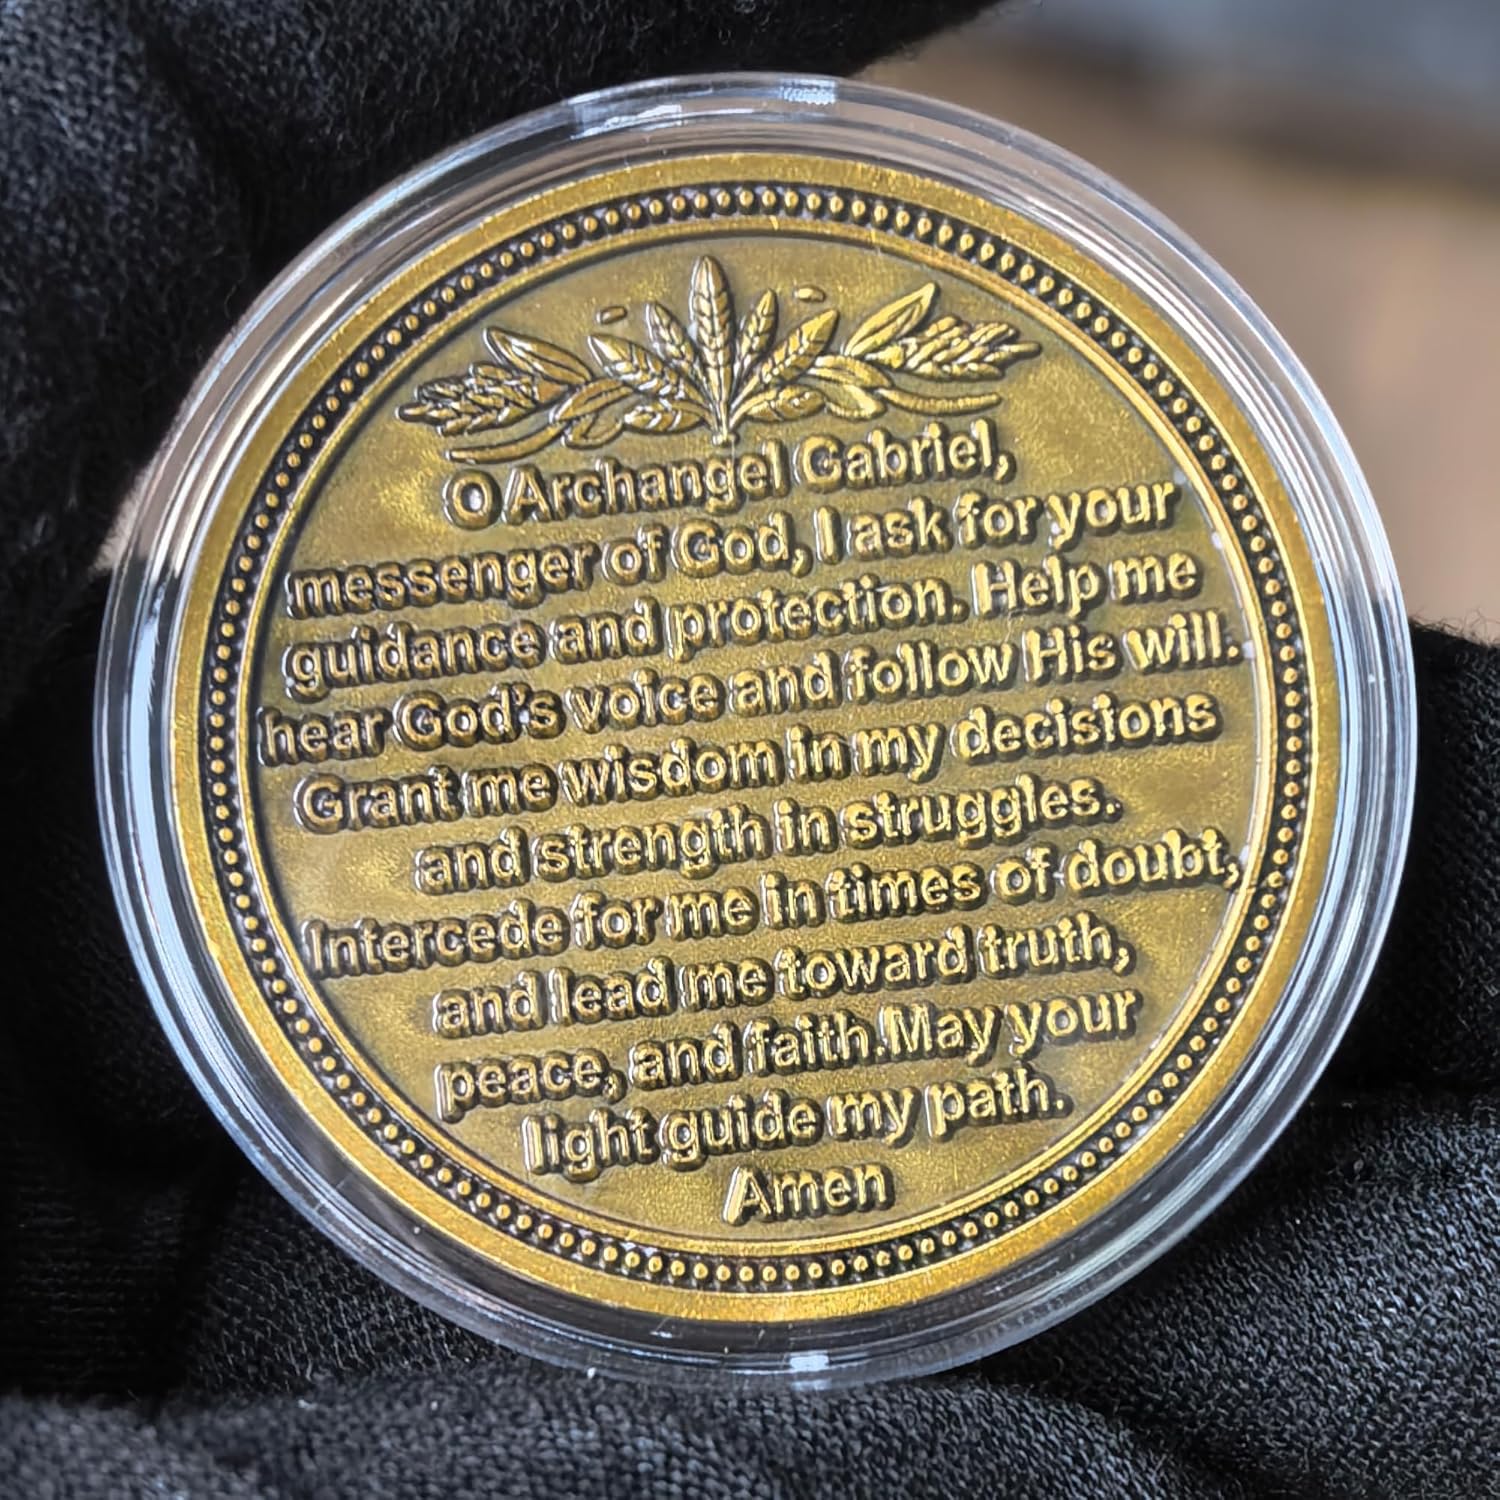 O Archangel Gabriel,
messenger of God, I ask for your
guidance and protection. Help me
hear God's voice and follow His will.
Grant me wisdom in my decisions
and strength in struggles.
Intercede for me in times of doubt,
and lead me toward truth,
peace, and faith.May your
light guide my path.
Amen